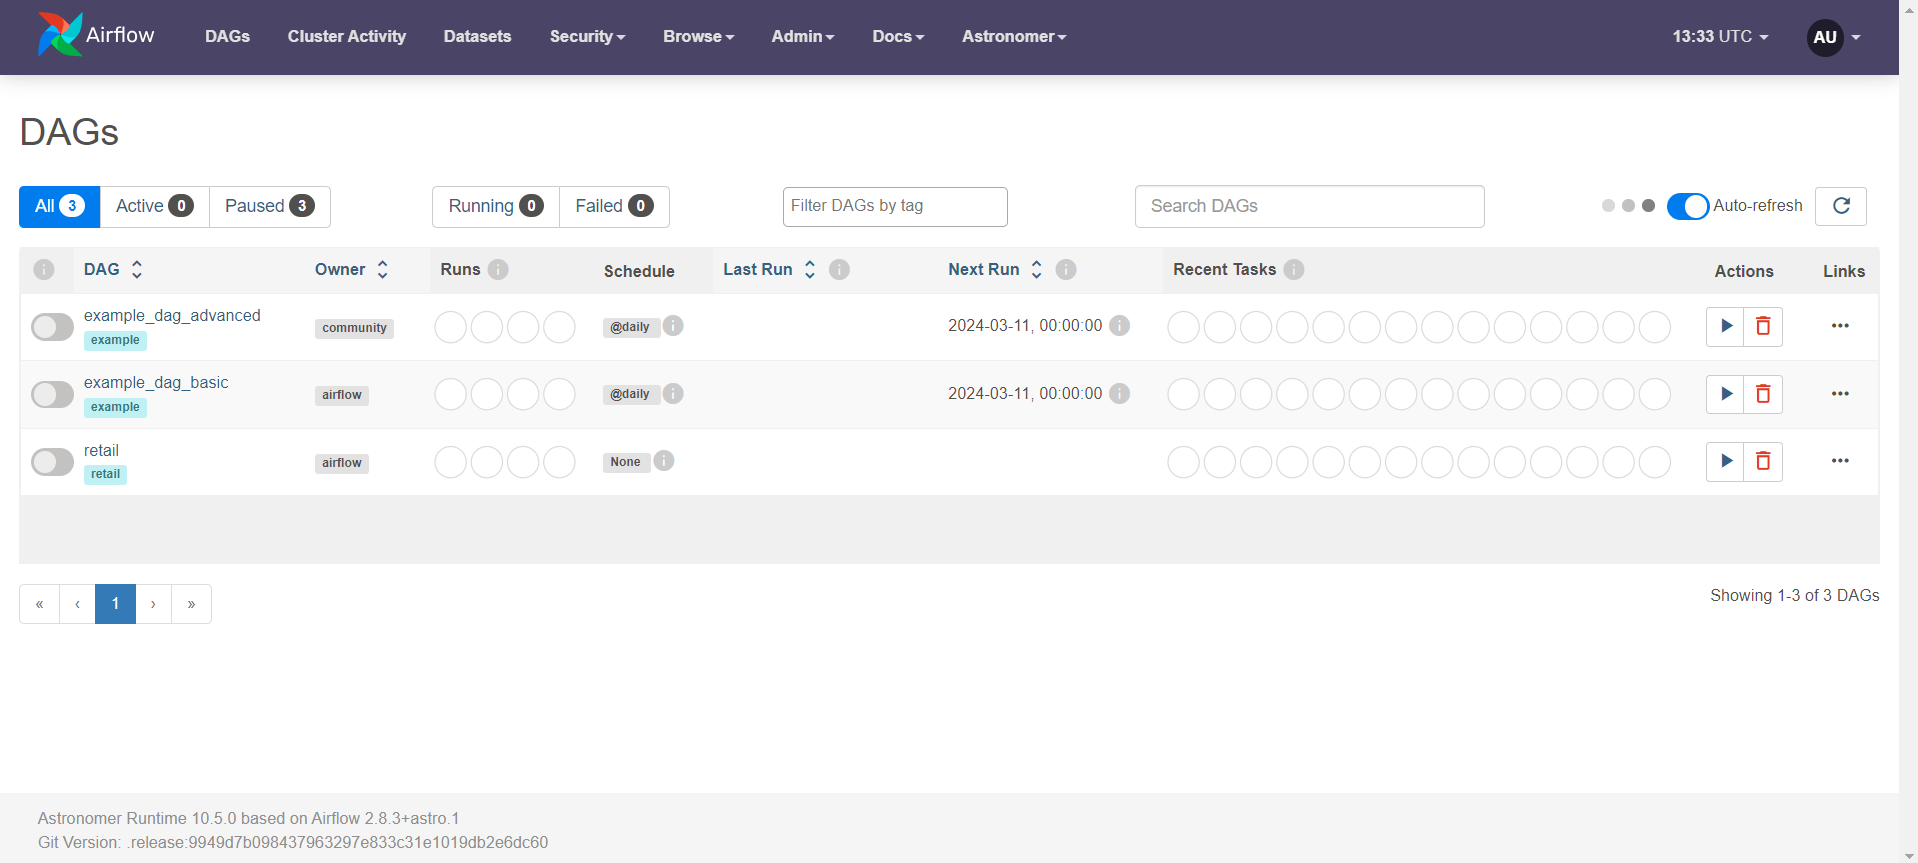 Airflow DAGs Cluster Activity Datasets Security Browse Admin Docs Astronomer 13:33 UTC AU
DAGs
All 3 Active 0 Paused 3 Running 0 Failed 0 Filter DAGs by tag Search DAGs Auto-refresh
DAG Owner Runs Schedule Last Run Next Run Recent Tasks Actions Links
example_dag_advanced community @daily 2024-03-11, 00:00:00
example
example_dag_basic airflow @daily 2024-03-11, 00:00:00
example
retail airflow None
retail
« ‹ 1 › » Showing 1-3 of 3 DAGs
Astronomer Runtime 10.5.0 based on Airflow 2.8.3+astro.1
Git Version: .release:9949d7b098437963297e833c31e1019db2e6dc60